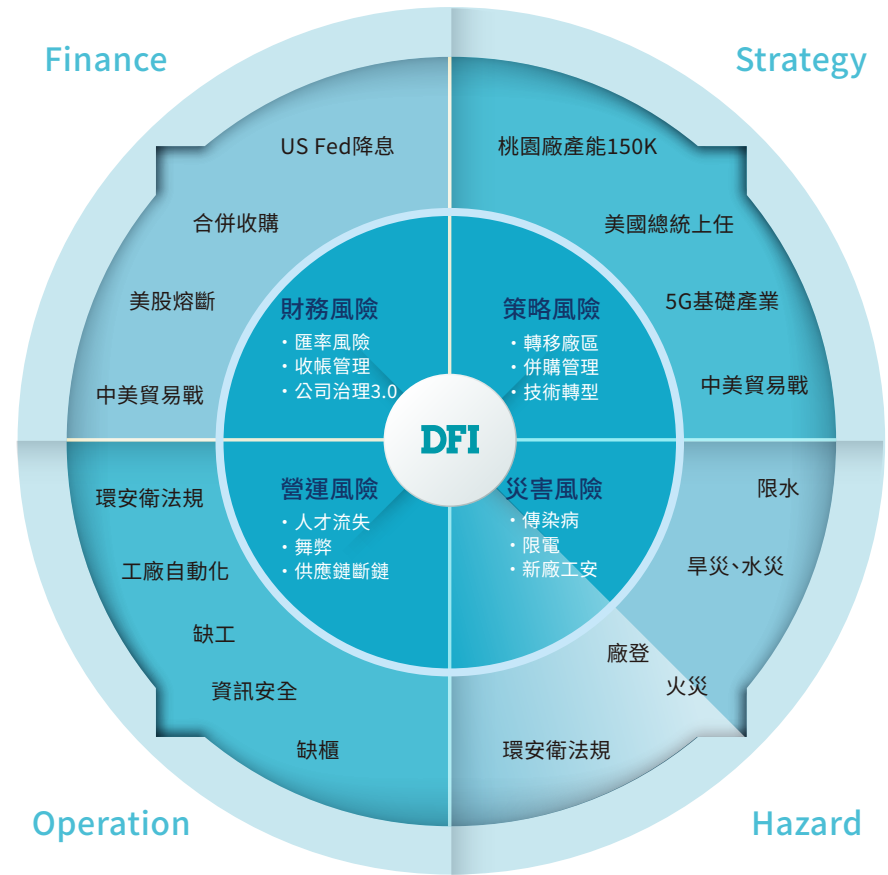 Finance
Strategy
US Fed降息
合併收購
美股熔斷
中美貿易戰
桃園廠產能150K
美國總統上任
5G基礎產業
中美貿易戰
財務風險
・匯率風險
・收帳管理
・公司治理3.0
策略風險
・轉移廠區
・併購管理
・技術轉型
DFI
營運風險
・人才流失
・舞弊
・供應鏈斷鏈
災害風險
・傳染病
・限電
・新廠工安
環安衛法規
工廠自動化
缺工
資訊安全
缺櫃
限水
旱災、水災
廠登
火災
環安衛法規
Operation
Hazard